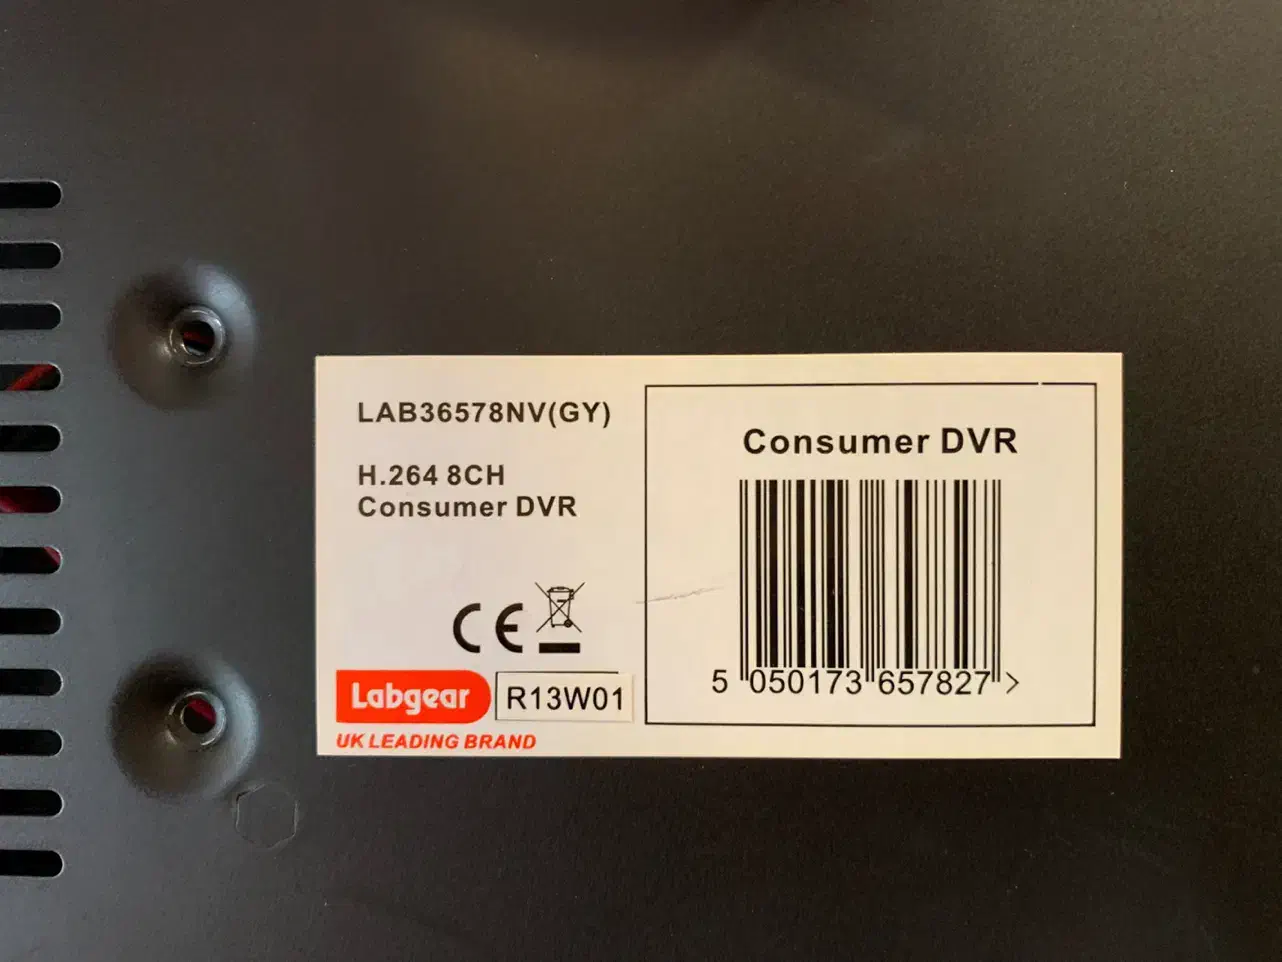 LAB36578NV(GY)
H.264 8CH
Consumer DVR
CE
Labgear
R13W01
UK LEADING BRAND
Consumer DVR
5 050173 657827 >